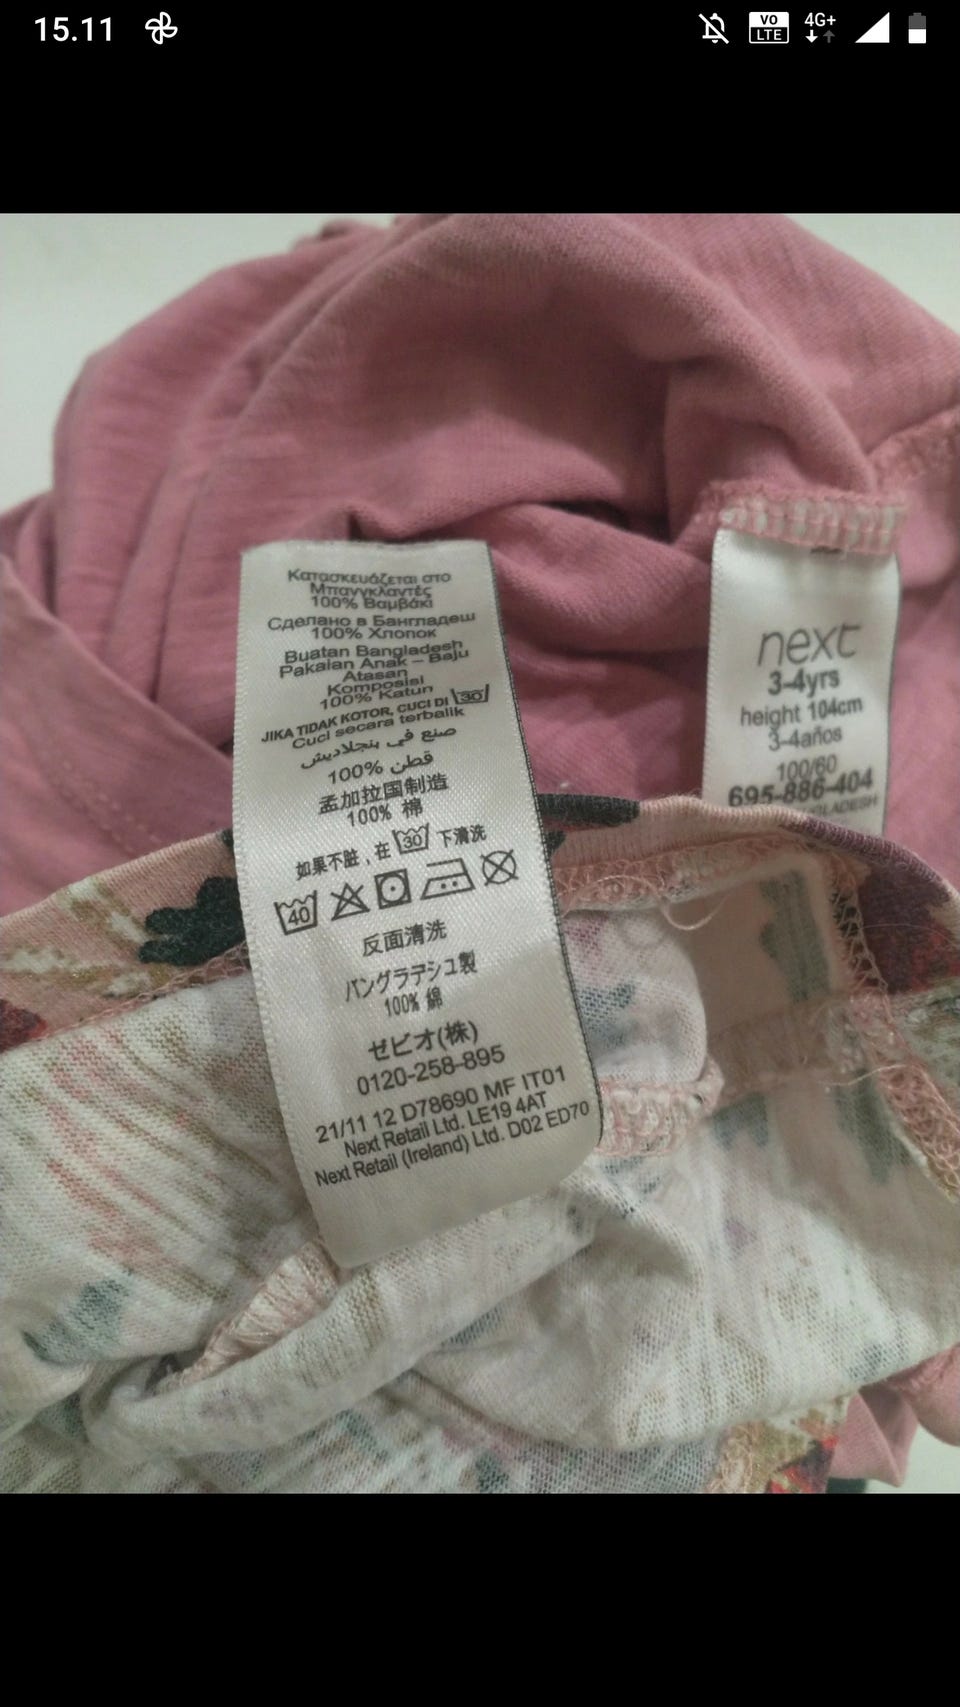 15.11
VO
LTE
4G+
Κατασκευάζεται στο
Μπαγγκλαντές
100% Βαμβάκι
Сделано в Бангладеш
100% Хлопок
Buatan Bangladesh
Pakaian Anak – Baju
Atasan
Komposisi
100% Katun
JIKA TIDAK KOTOR, CUCI DI 30
Cuci secara terbalik
صنع في بنجلاديش
100% قطن
孟加拉国制造
100% 棉
如果不脏，在 30 下清洗
40
反面清洗
バングラデシュ製
100% 綿
ゼビオ(株)
0120-258-895
21/11 12 D78690 MF IT01
Next Retail Ltd. LE19 4AT
Next Retail (Ireland) Ltd. D02 ED70
next
3-4yrs
height 104cm
3-4años
100/60
695-886-404